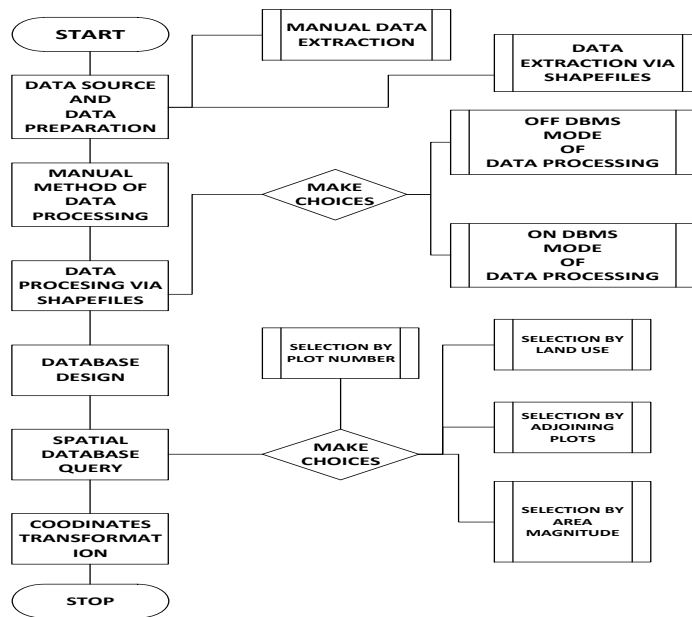 START
MANUAL DATA
EXTRACTION
DATA
EXTRACTION VIA
SHAPEFILES
DATA SOURCE
AND
DATA
PREPARATION
OFF DBMS
MODE
OF
DATA PROCESSING
MANUAL
METHOD OF
DATA
PROCESSING
MAKE
CHOICES
ON DBMS
MODE
OF
DATA PROCESSING
DATA
PROCESING VIA
SHAPEFILES
SELECTION BY
PLOT NUMBER
SELECTION BY
LAND USE
DATABASE
DESIGN
SELECTION BY
ADJOINING
PLOTS
SPATIAL
DATABASE
QUERY
MAKE
CHOICES
SELECTION BY
AREA
MAGNITUDE
COODINATES
TRANSFORMAT
ION
STOP